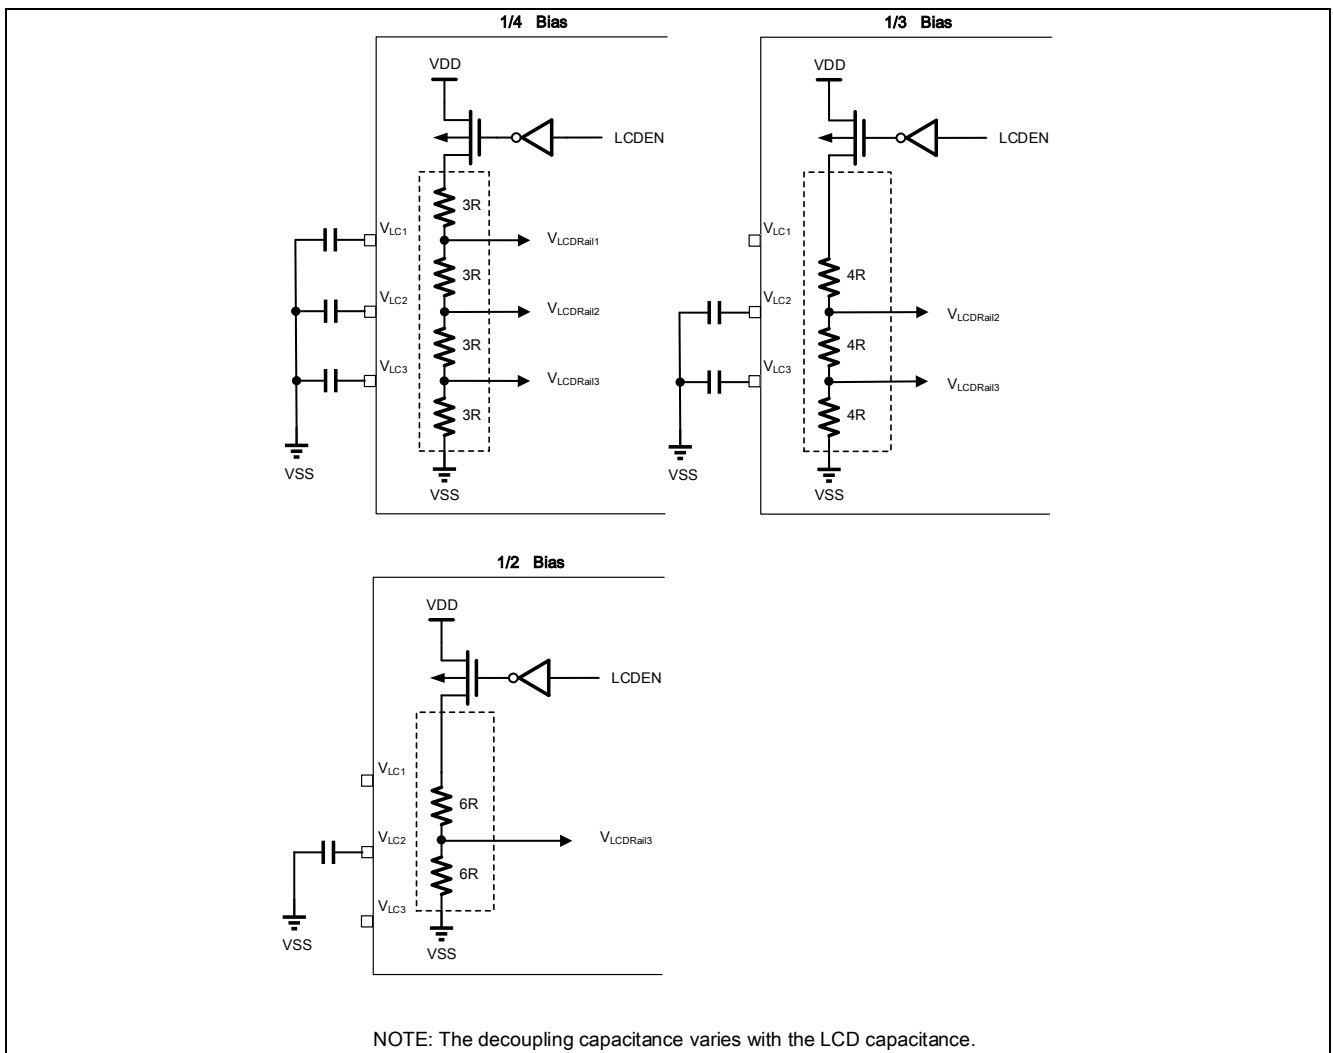 1/4 Bias
VDD
LCDEN
3R
VLC1
VLCDRail1
3R
VLC2
VLCDRail2
3R
VLC3
VLCDRail3
3R
VSS
VSS
1/3 Bias
VDD
LCDEN
VLC1
4R
VLC2
VLCDRail2
4R
VLC3
VLCDRail3
4R
VSS
VSS
1/2 Bias
VDD
LCDEN
VLC1
6R
VLC2
VLCDRail3
6R
VLC3
VSS
VSS
NOTE: The decoupling capacitance varies with the LCD capacitance.